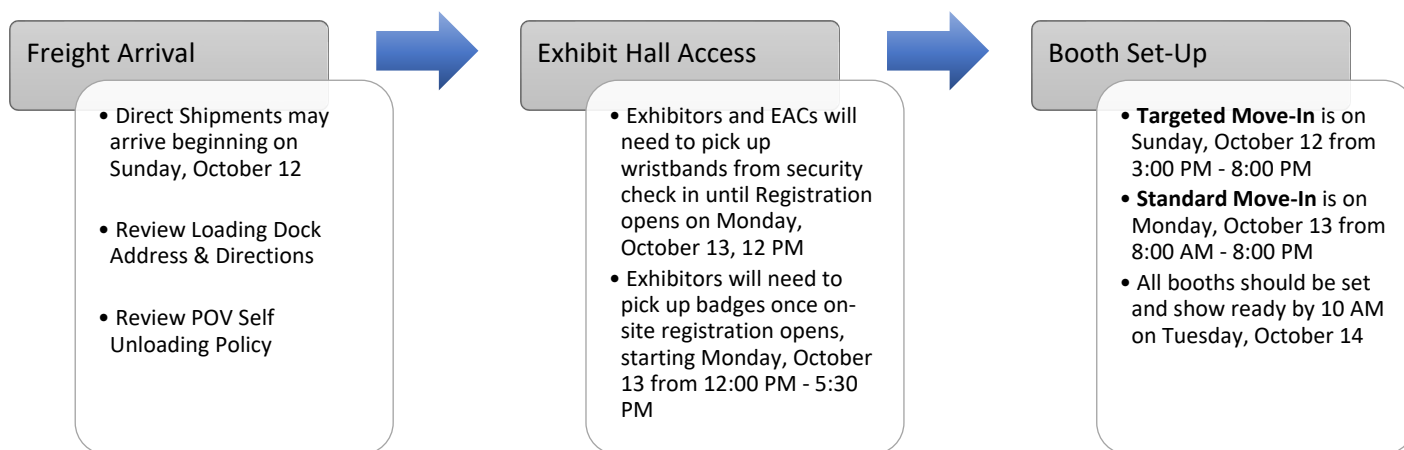 Freight Arrival
• Direct Shipments may
arrive beginning on
Sunday, October 12
• Review Loading Dock
Address & Directions
• Review POV Self
Unloading Policy
Exhibit Hall Access
• Exhibitors and EACs will
need to pick up
wristbands from security
check in until Registration
opens on Monday,
October 13, 12 PM
• Exhibitors will need to
pick up badges once on-
site registration opens,
starting Monday, October
13 from 12:00 PM - 5:30
PM
Booth Set-Up
• Targeted Move-In is on
Sunday, October 12 from
3:00 PM - 8:00 PM
• Standard Move-In is on
Monday, October 13 from
8:00 AM - 8:00 PM
• All booths should be set
and show ready by 10 AM
on Tuesday, October 14